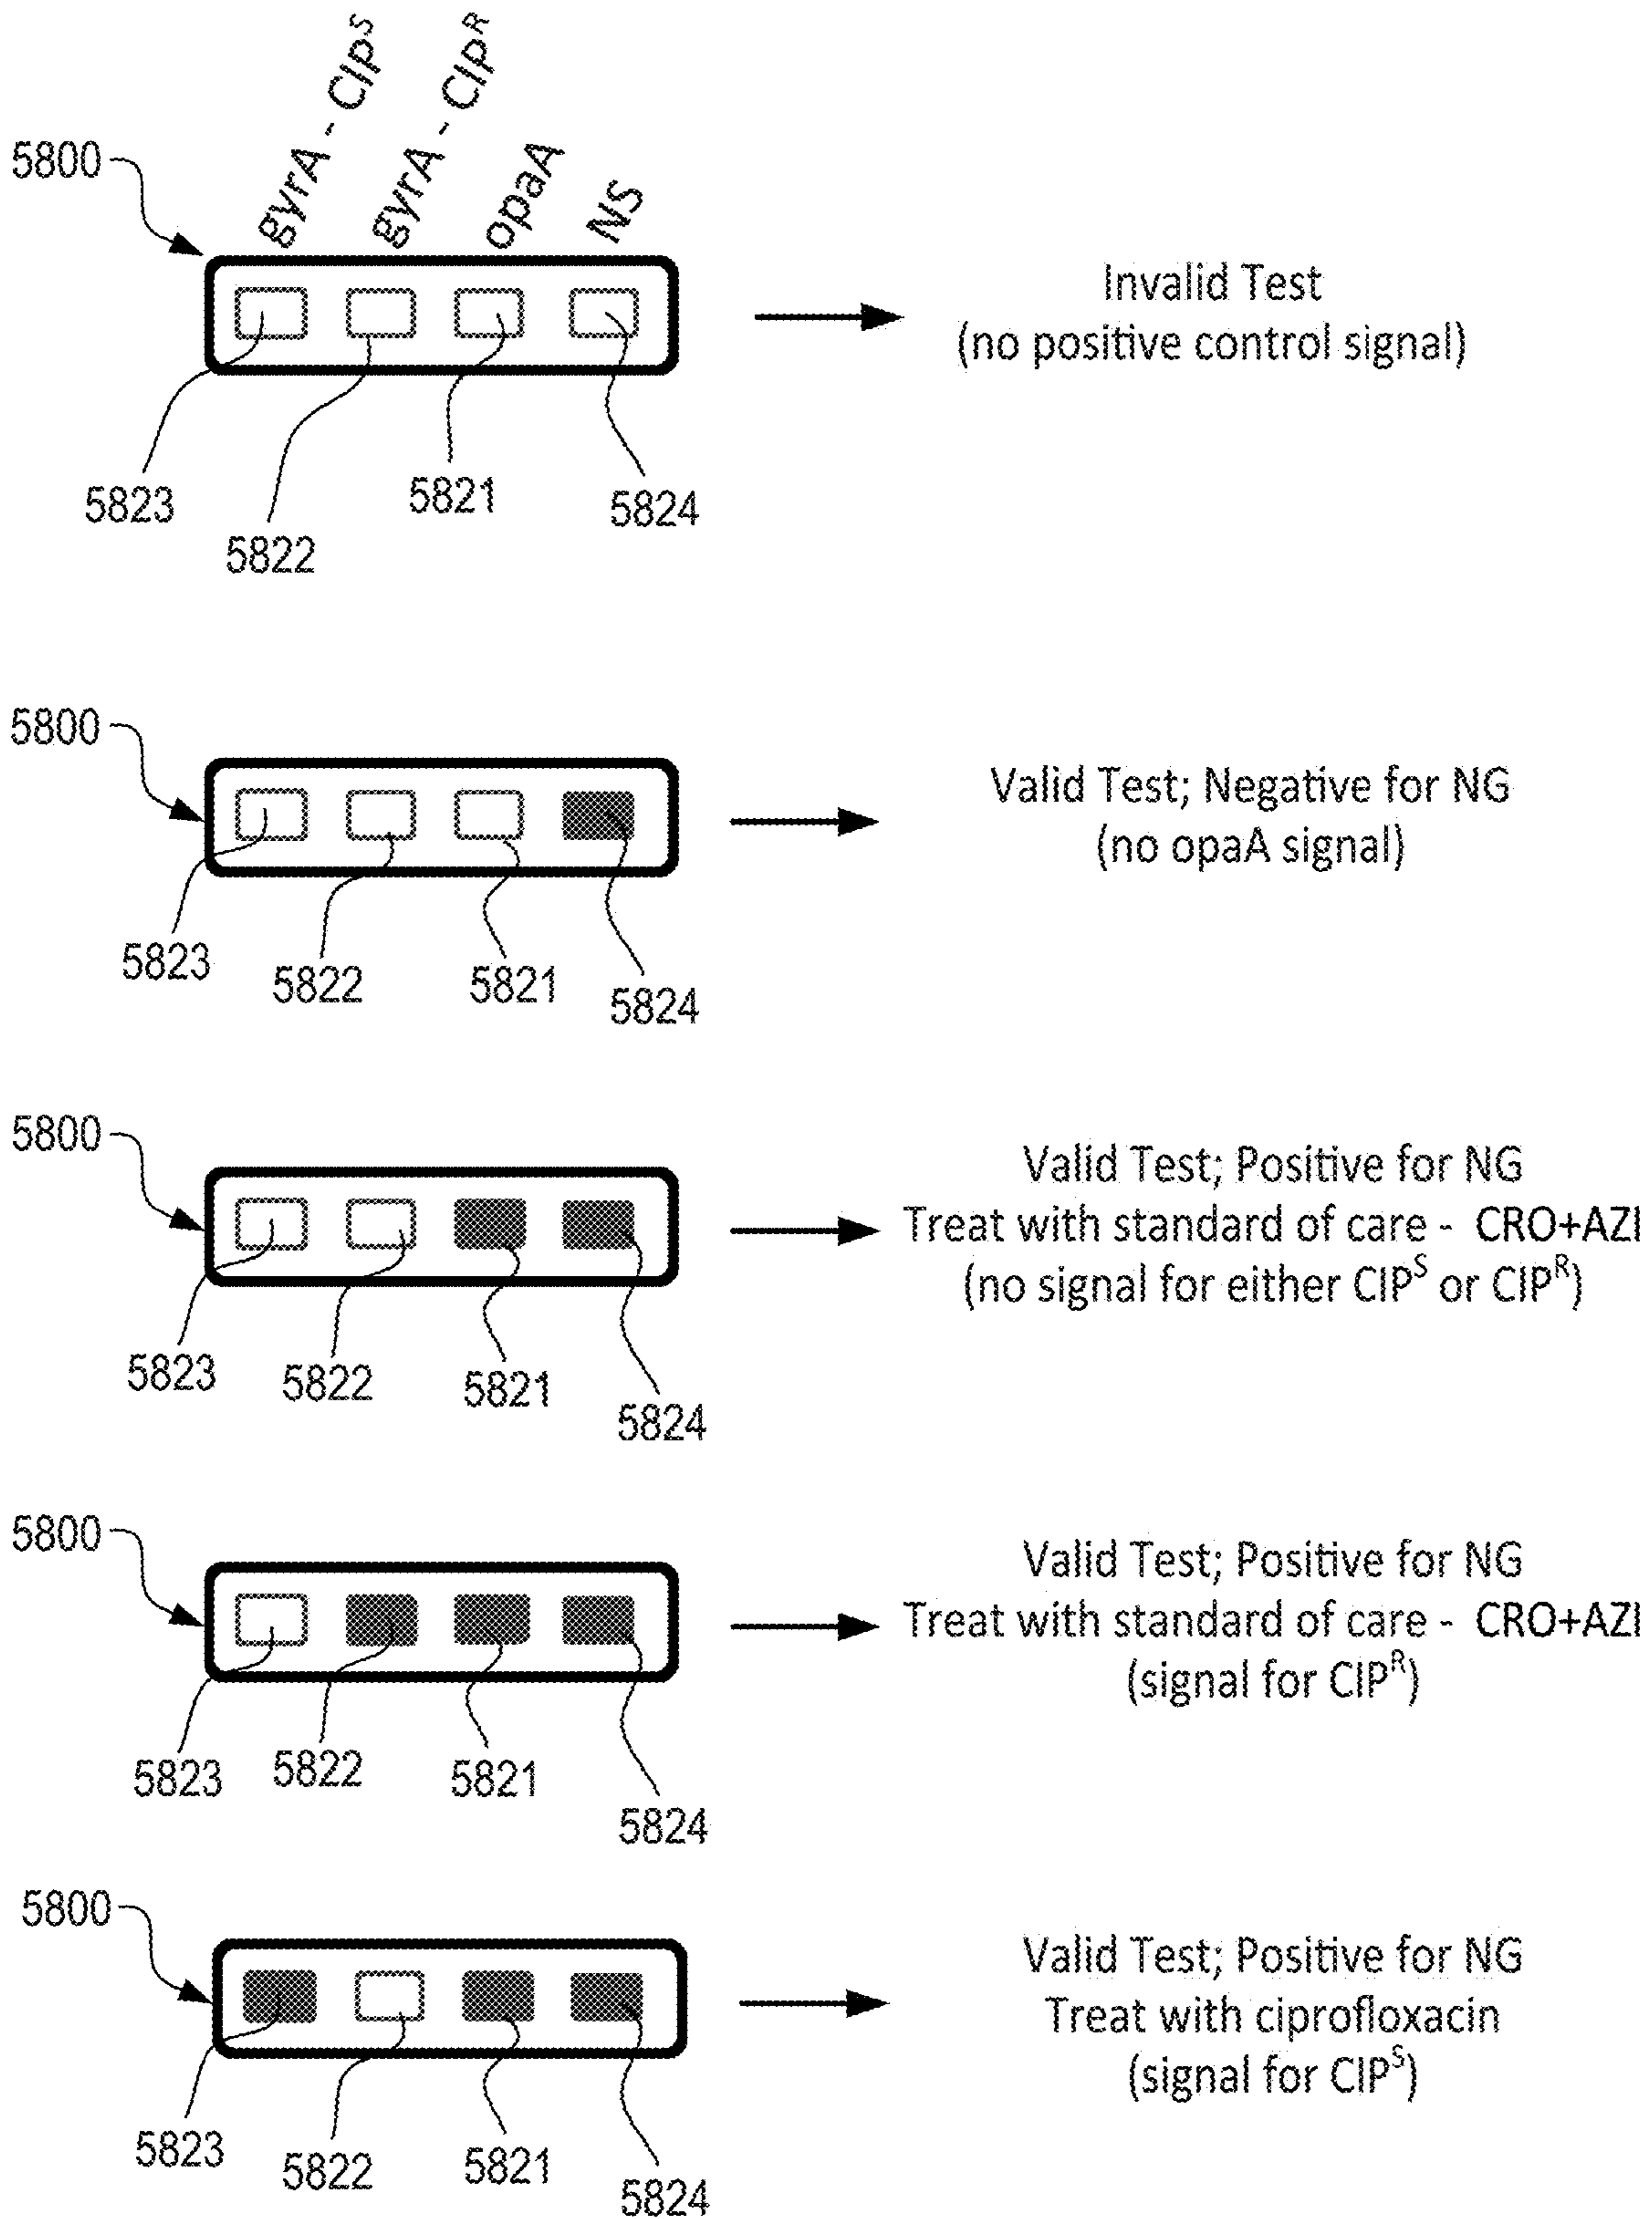 gyrA - CIp^S
gyrA - CIp^R
opaA
NS
5800
Invalid Test
(no positive control signal)
5823
5822
5821
5824
5800
Valid Test; Negative for NG
(no opaA signal)
5823
5822
5821
5824
5800
Valid Test; Positive for NG
Treat with standard of care - CRO+AZI
(no signal for either CIP^S or CIP^R)
5823
5822
5821
5824
5800
Valid Test; Positive for NG
Treat with standard of care - CRO+AZI
(signal for CIP^R)
5823
5822
5821
5824
5800
Valid Test; Positive for NG
Treat with ciprofloxacin
(signal for CIP^S)
5823
5822
5821
5824